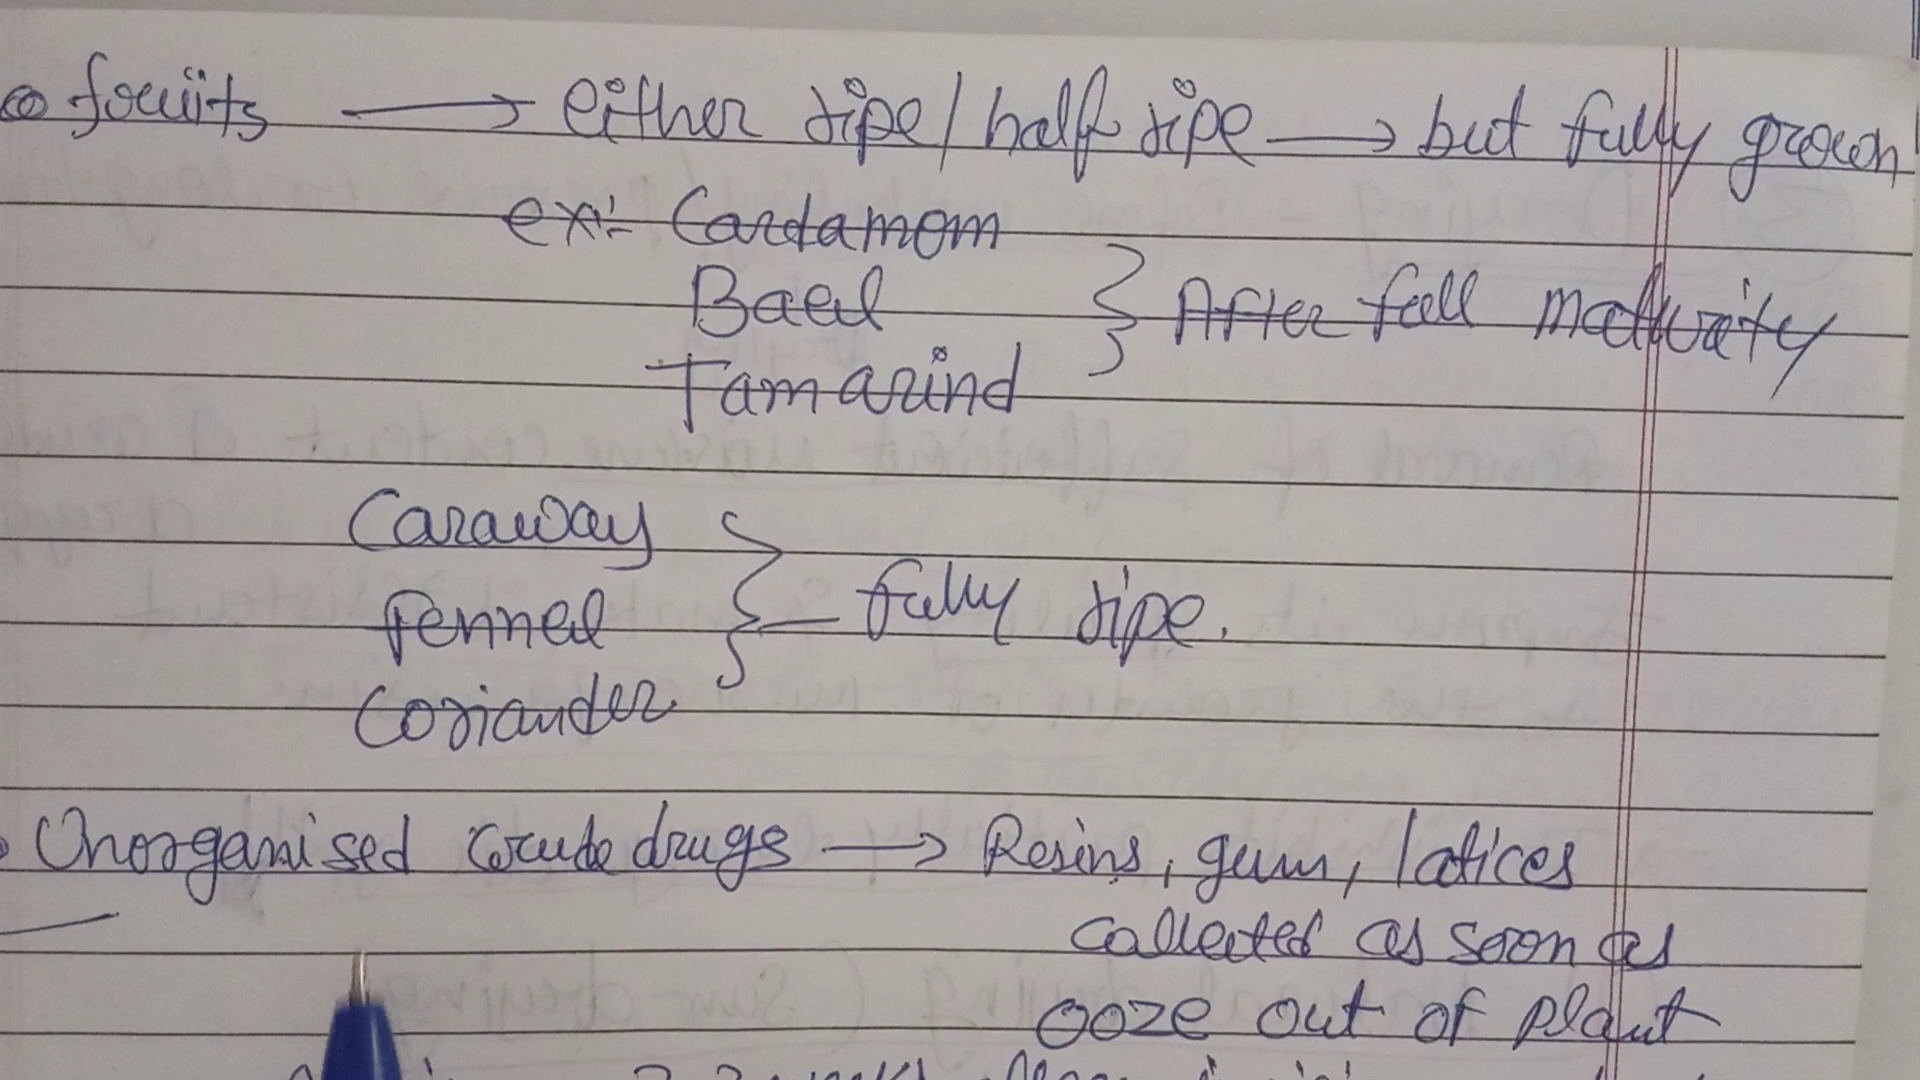 fruits → either ripe/half ripe → but fully grown
ex:- Cardamom
Bael
Tamarind
} After full maturity
Caraway
Fennel
Coriander
} – fully ripe.
Unorganised crude drugs → Resins, gum, latices
collected as soon as
ooze out of plant